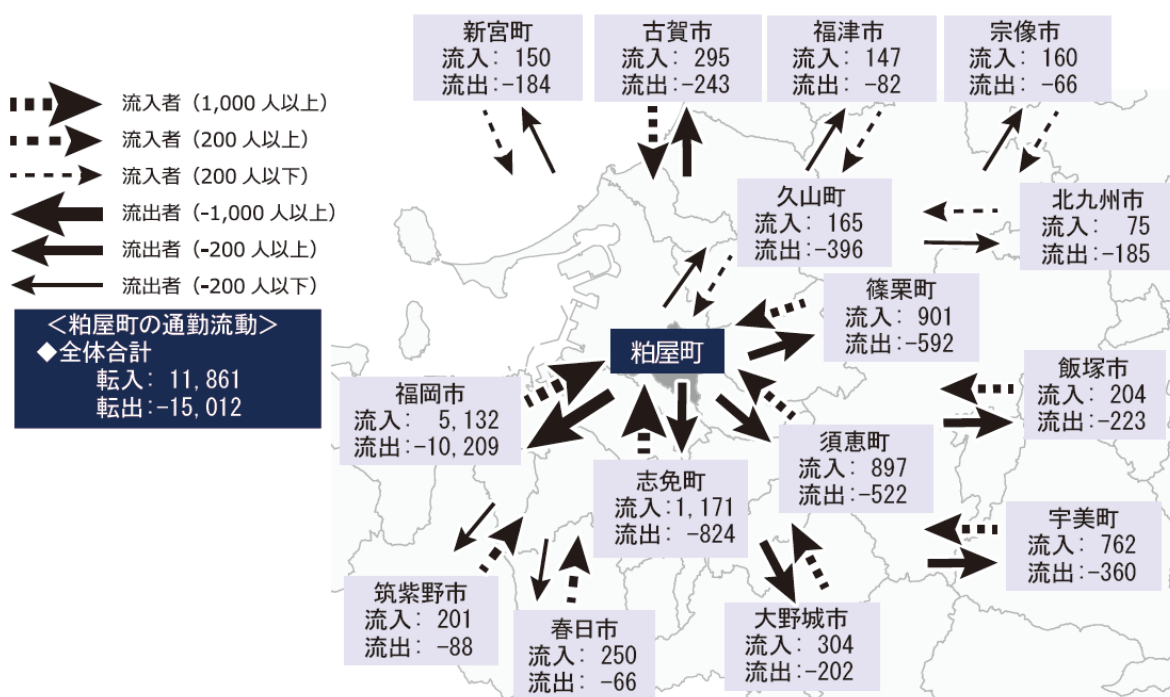 新宮町
流入: 150
流出:-184
古賀市
流入: 295
流出:-243
福津市
流入: 147
流出: -82
宗像市
流入: 160
流出: -66
流入者（1,000 人以上）
流入者（200 人以上）
流入者（200 人以下）
流出者（-1,000 人以上）
流出者（-200 人以上）
流出者（-200 人以下）
＜粕屋町の通勤流動＞
◆全体合計
転入: 11,861
転出:-15,012
久山町
流入: 165
流出:-396
北九州市
流入: 75
流出:-185
篠栗町
流入: 901
流出:-592
粕屋町
飯塚市
流入: 204
流出:-223
福岡市
流入: 5,132
流出:-10,209
須恵町
流入: 897
流出:-522
志免町
流入:1,171
流出: -824
宇美町
流入: 762
流出:-360
筑紫野市
流入: 201
流出: -88
春日市
流入: 250
流出: -66
大野城市
流入: 304
流出:-202